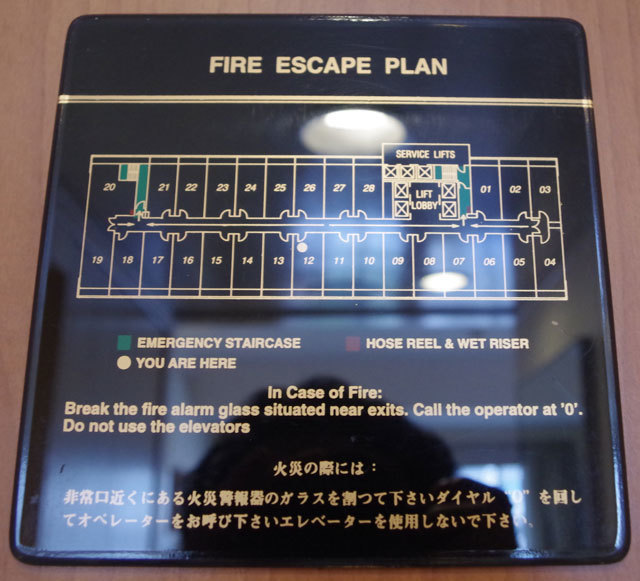 FIRE ESCAPE PLAN
SERVICE LIFTS
20 21 22 23 24 25 26 27 28 LIFT LOBBY 01 02 03
19 18 17 16 15 14 13 12 11 10 09 08 07 06 05 04
EMERGENCY STAIRCASE HOSE REEL & WET RISER
YOU ARE HERE
In Case of Fire:
Break the fire alarm glass situated near exits. Call the operator at '0'.
Do not use the elevators
火災の際には:
非常口近くにある火災警報器のガラスを割つて下さいダイヤル "0" を回し
てオペレーターをお呼び下さいエレベーターを使用しないで下さい。